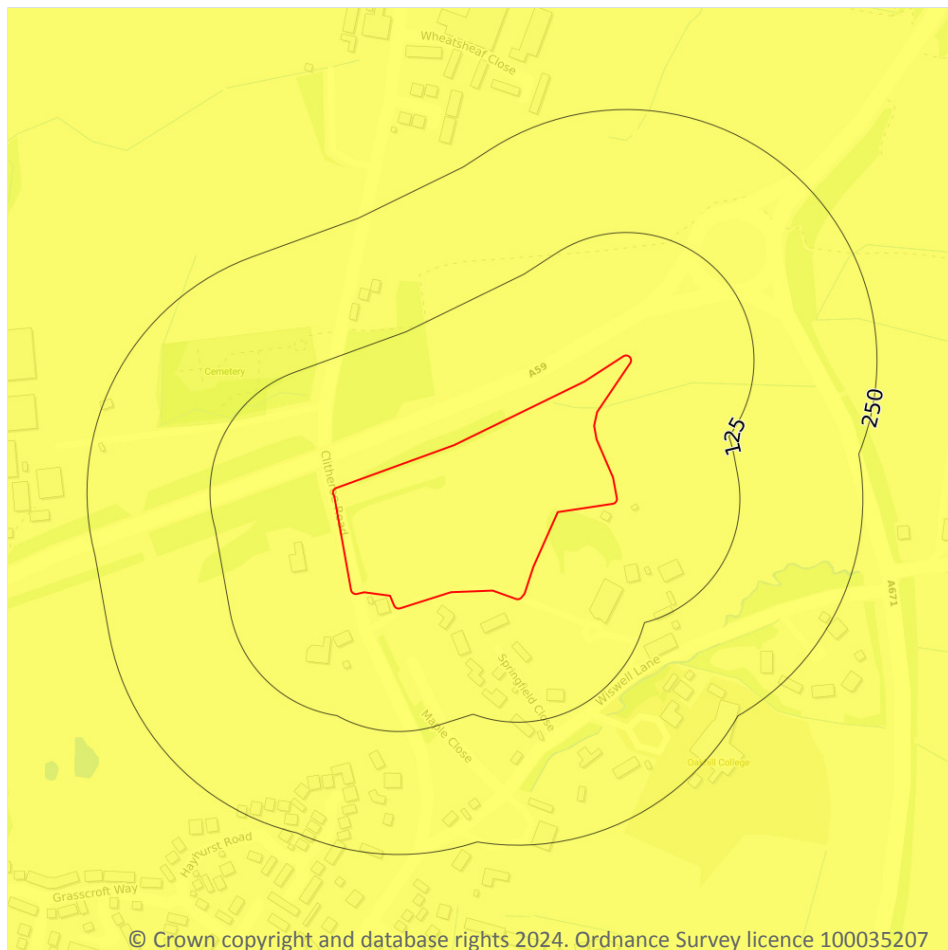 Wheatsheaf Close
Cemetery
A59
Clitheroe Road
125
250
A671
Springfield Close
Wiswell Lane
Maple Close
Oakhill College
Hayhurst Road
Grasscroft Way
© Crown copyright and database rights 2024. Ordnance Survey licence 100035207